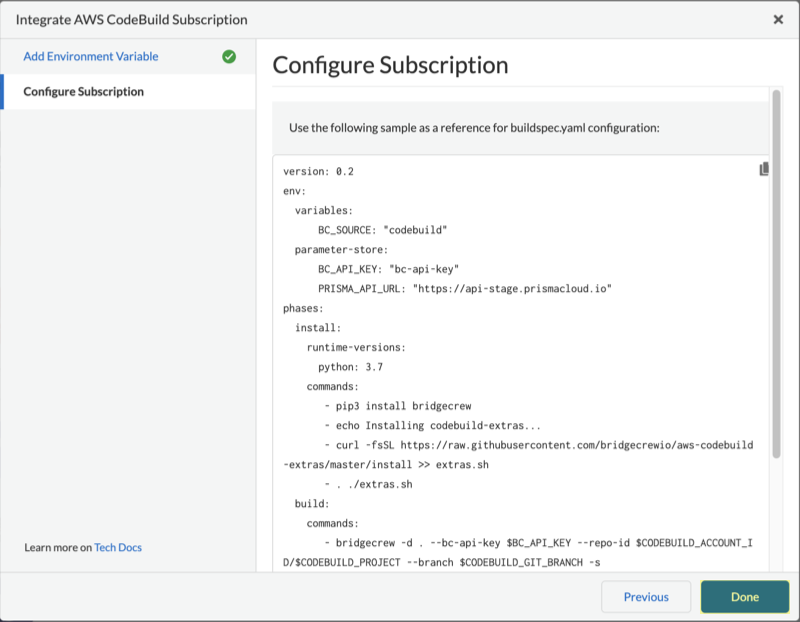 Integrate AWS CodeBuild Subscription
Add Environment Variable
Configure Subscription
Learn more on Tech Docs
Configure Subscription
Use the following sample as a reference for buildspec.yaml configuration:
version: 0.2
env:
  variables:
      BC_SOURCE: "codebuild"
  parameter-store:
      BC_API_KEY: "bc-api-key"
      PRISMA_API_URL: "https://api-stage.prismacloud.io"
phases:
  install:
    runtime-versions:
      python: 3.7
    commands:
       - pip3 install bridgecrew
       - echo Installing codebuild-extras...
       - curl -fsSL https://raw.githubusercontent.com/bridgecrewio/aws-codebuild
-extras/master/install >> extras.sh
       - . ./extras.sh
  build:
    commands:
       - bridgecrew -d . --bc-api-key $BC_API_KEY --repo-id $CODEBUILD_ACCOUNT_I
D/$CODEBUILD_PROJECT --branch $CODEBUILD_GIT_BRANCH -s
Previous
Done